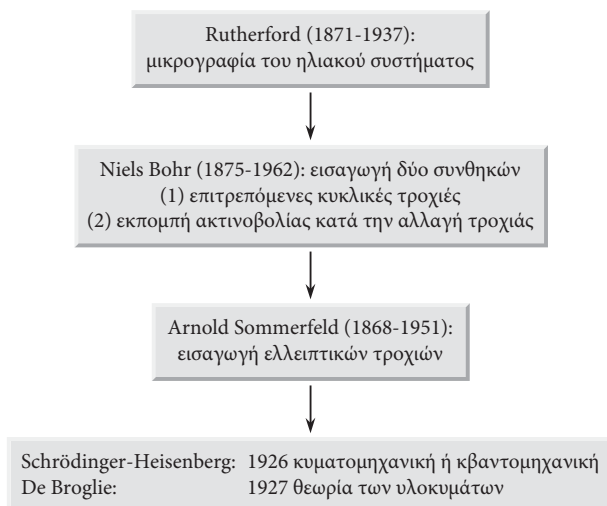 Rutherford (1871-1937):
μικρογραφία του ηλιακού συστήματος
Niels Bohr (1875-1962): εισαγωγή δύο συνθηκών
(1) επιτρεπόμενες κυκλικές τροχιές
(2) εκπομπή ακτινοβολίας κατά την αλλαγή τροχιάς
Arnold Sommerfeld (1868-1951):
εισαγωγή ελλειπτικών τροχιών
Schrödinger-Heisenberg: 1926 κυματομηχανική ή κβαντομηχανική
De Broglie: 1927 θεωρία των υλοκυμάτων